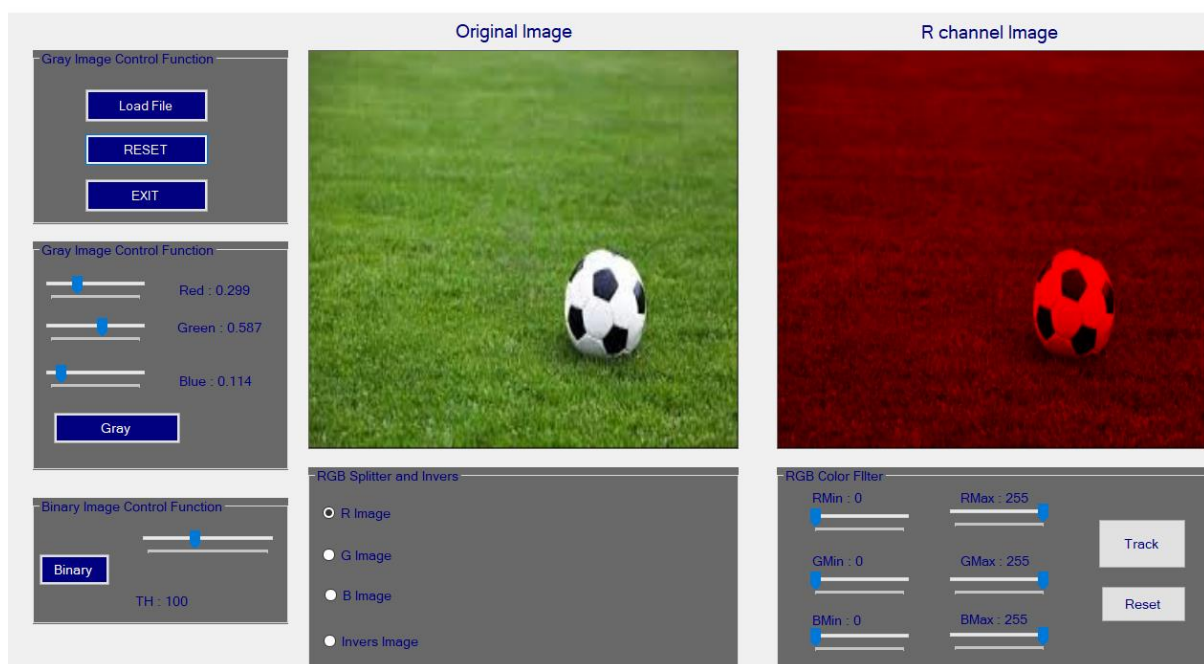 Original Image
R channel Image
Gray Image Control Function
Load File
RESET
EXIT
Gray Image Control Function
Red : 0.299
Green : 0.587
Blue : 0.114
Gray
Binary Image Control Function
Binary
TH : 100
RGB Splitter and Invers
R Image
G Image
B Image
Invers Image
RGB Color FIlter
RMin : 0
RMax : 255
GMin : 0
GMax : 255
BMin : 0
BMax : 255
Track
Reset